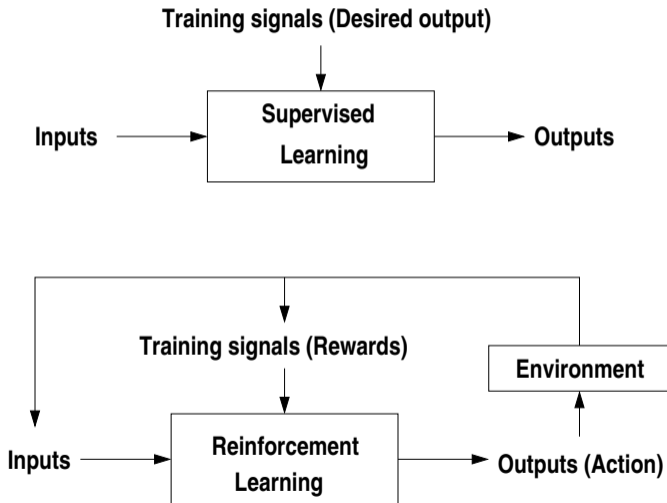 Training signals (Desired output)
Inputs
Supervised
Learning
Outputs
Training signals (Rewards)
Environment
Inputs
Reinforcement
Learning
Outputs (Action)